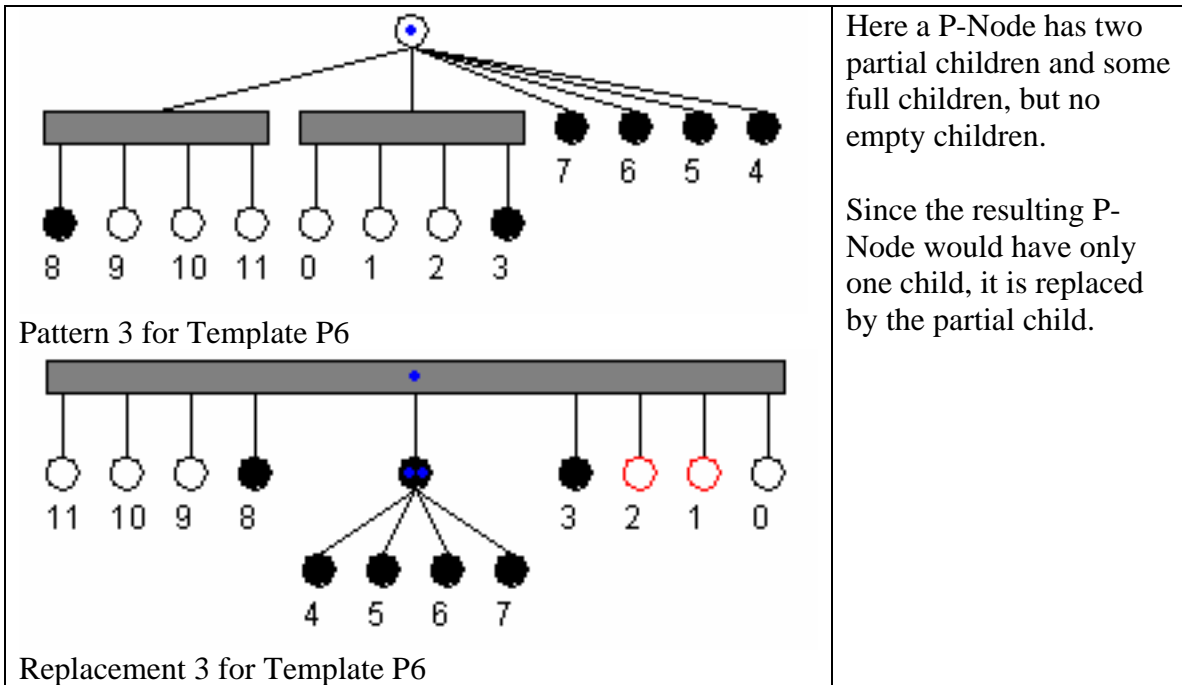 7 6 5 4
8 9 10 11 0 1 2 3
Pattern 3 for Template P6
11 10 9 8 3 2 1 0
4 5 6 7
Replacement 3 for Template P6
Here a P-Node has two
partial children and some
full children, but no
empty children.
Since the resulting P-
Node would have only
one child, it is replaced
by the partial child.